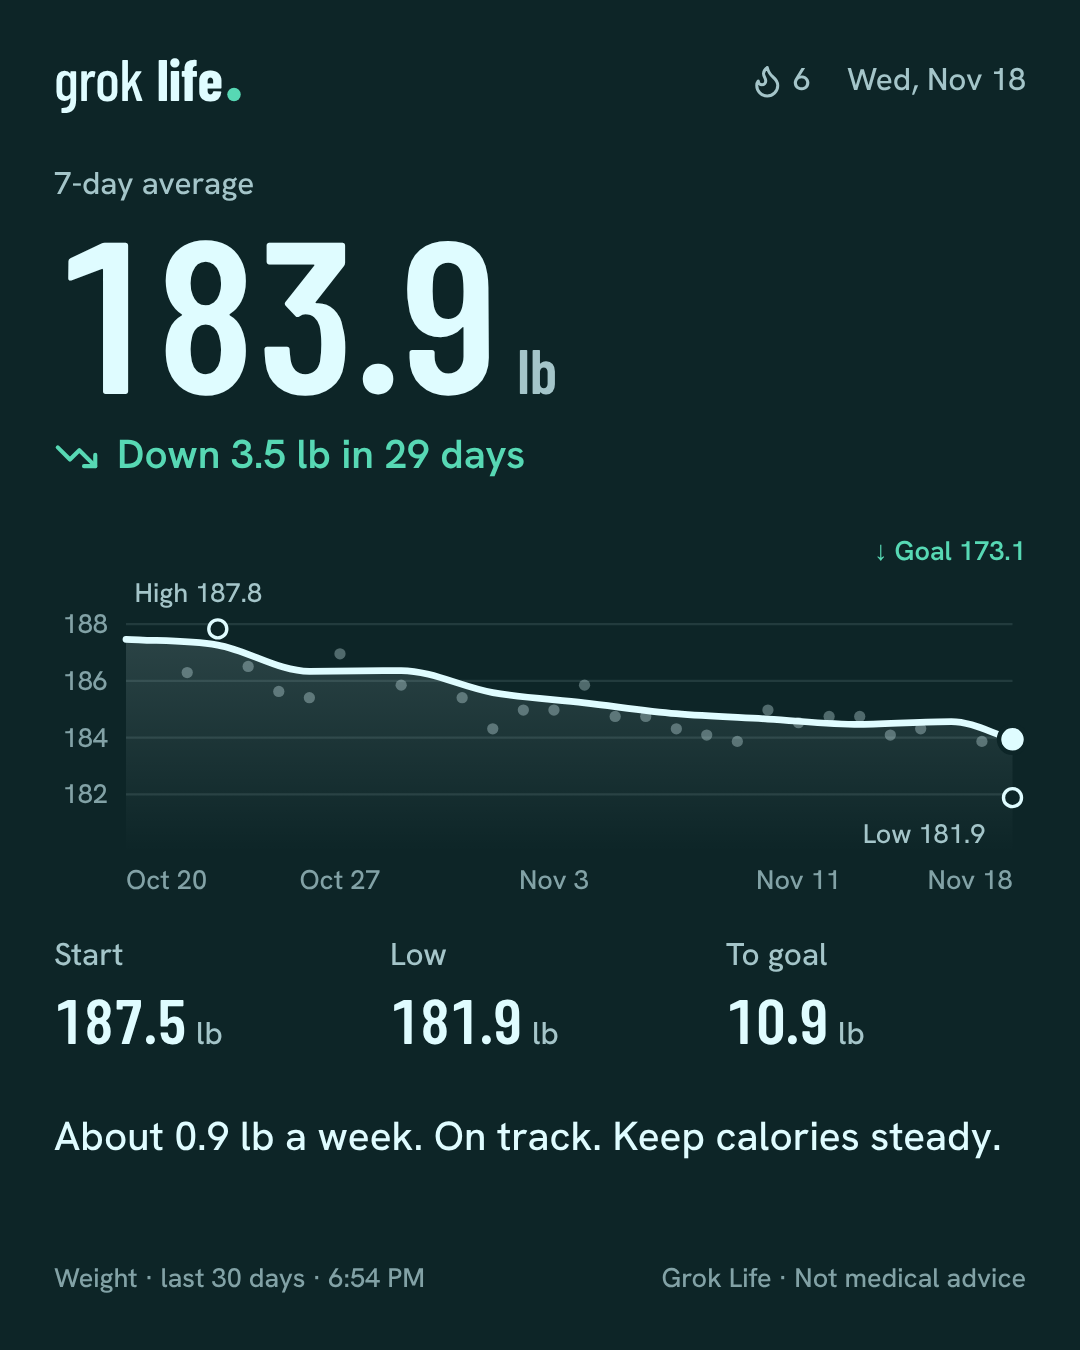 grok life.
6 Wed, Nov 18
7-day average
183.9 lb
Down 3.5 lb in 29 days
↓ Goal 173.1
High 187.8
188
186
184
182
Low 181.9
Oct 20 Oct 27 Nov 3 Nov 11 Nov 18
Start Low To goal
187.5 lb 181.9 lb 10.9 lb
About 0.9 lb a week. On track. Keep calories steady.
Weight · last 30 days · 6:54 PM Grok Life · Not medical advice